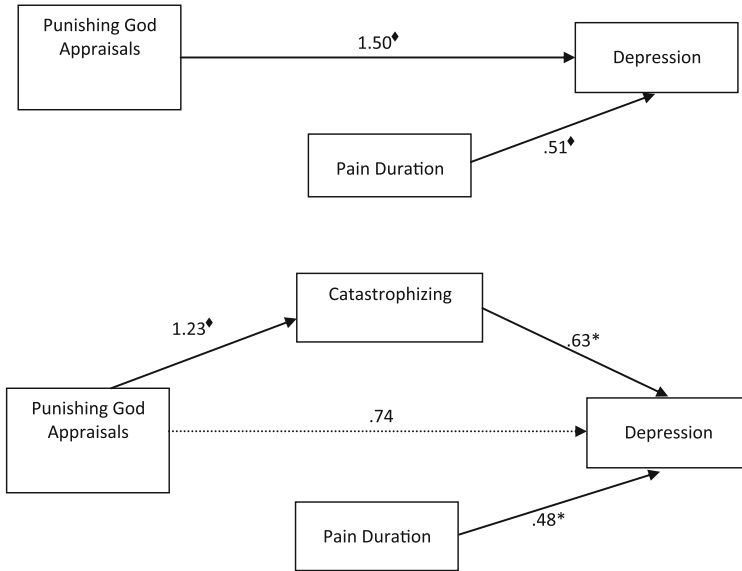 Punishing God
Appraisals
1.50♦
Depression
Pain Duration
.51♦
Catastrophizing
1.23♦
.63*
Punishing God
Appraisals
.74
Depression
Pain Duration
.48*